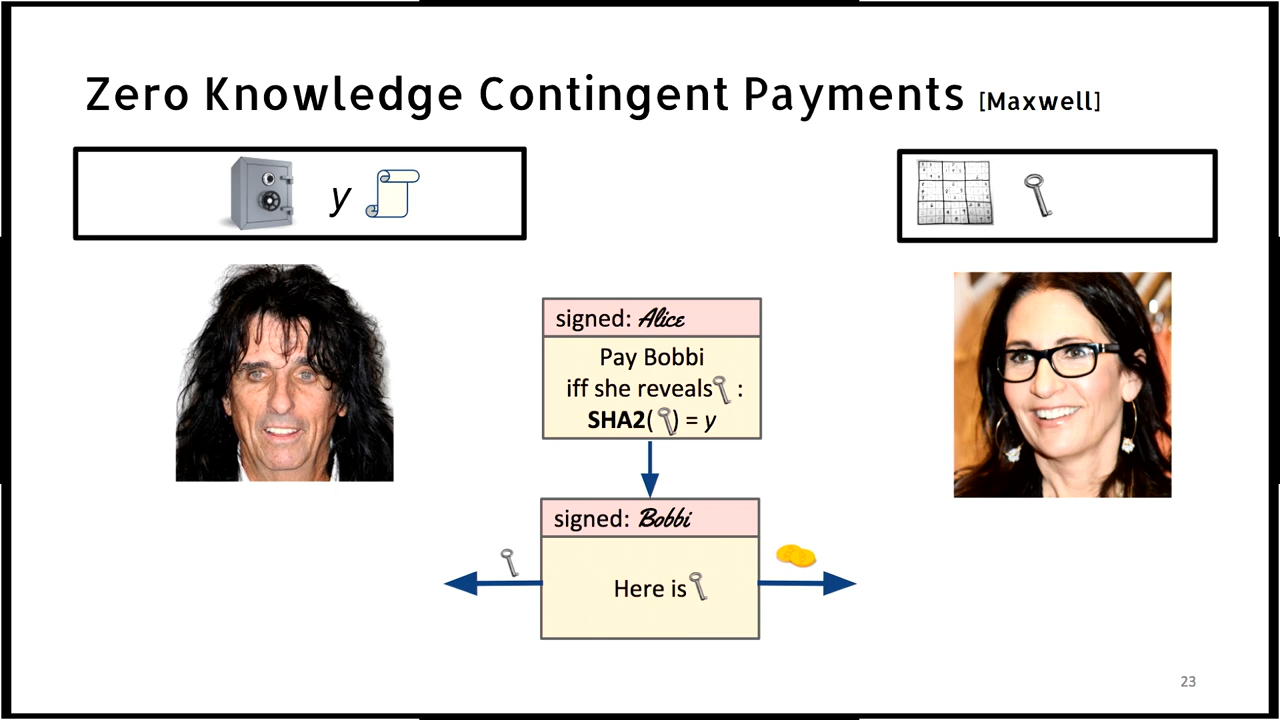 Zero Knowledge Contingent Payments [Maxwell]
y
signed: Alice
Pay Bobbi
iff she reveals :
SHA2( ) = y
signed: Bobbi
Here is
23